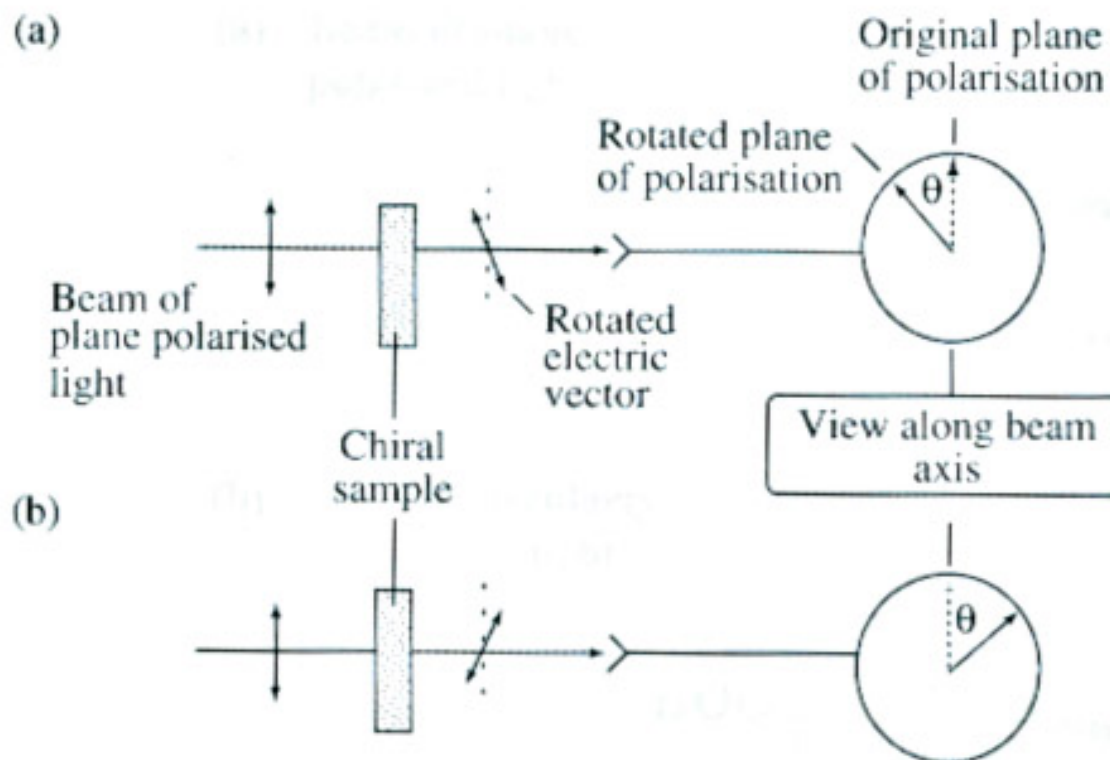 (a)
Original plane
of polarisation
Rotated plane
of polarisation
θ
Beam of
plane polarised
light
Rotated
electric
vector
Chiral
sample
View along beam
axis
(b)
θ